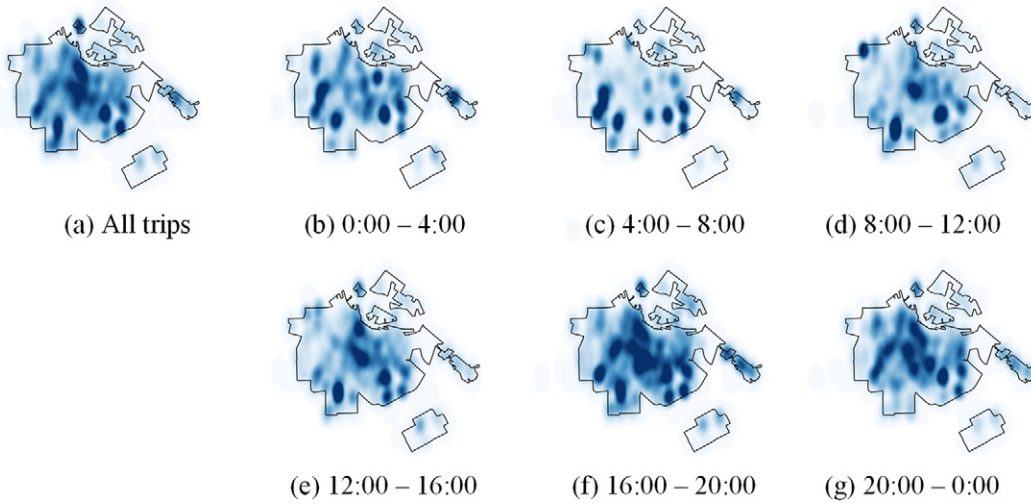 (a) All trips
(b) 0:00 – 4:00
(c) 4:00 – 8:00
(d) 8:00 – 12:00
(e) 12:00 – 16:00
(f) 16:00 – 20:00
(g) 20:00 – 0:00